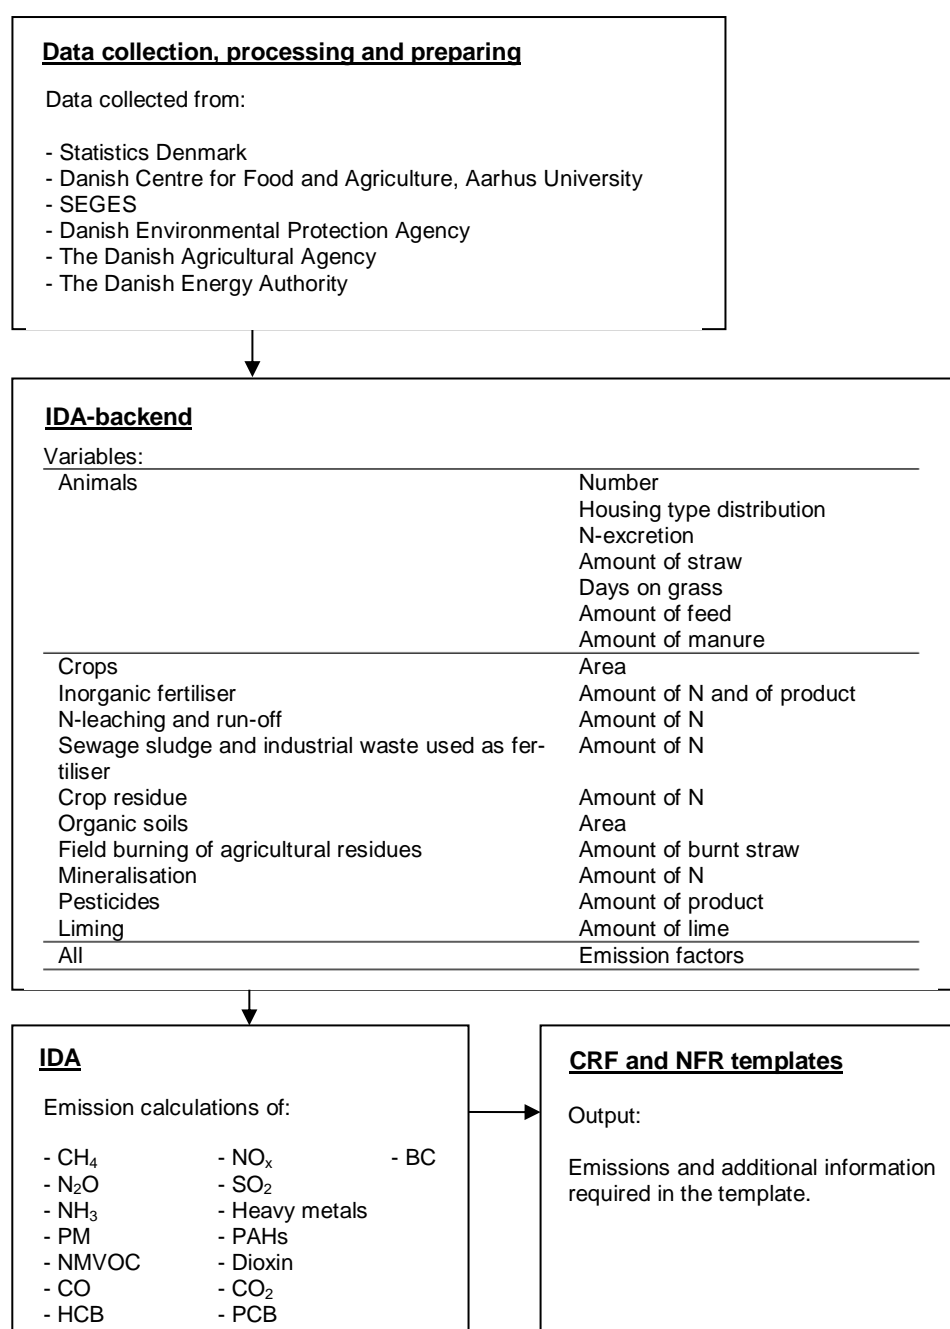 Data collection, processing and preparing
Data collected from:
- Statistics Denmark
- Danish Centre for Food and Agriculture, Aarhus University
- SEGES
- Danish Environmental Protection Agency
- The Danish Agricultural Agency
- The Danish Energy Authority
IDA-backend
Variables:
Animals Number
Housing type distribution
N-excretion
Amount of straw
Days on grass
Amount of feed
Amount of manure
Crops Area
Inorganic fertiliser Amount of N and of product
N-leaching and run-off Amount of N
Sewage sludge and industrial waste used as fer- Amount of N
tiliser
Crop residue Amount of N
Organic soils Area
Field burning of agricultural residues Amount of burnt straw
Mineralisation Amount of N
Pesticides Amount of product
Liming Amount of lime
All Emission factors
IDA
Emission calculations of:
- CH₄ - NOₓ - BC
- N₂O - SO₂
- NH₃ - Heavy metals
- PM - PAHs
- NMVOC - Dioxin
- CO - CO₂
- HCB - PCB
CRF and NFR templates
Output:
Emissions and additional information
required in the template.